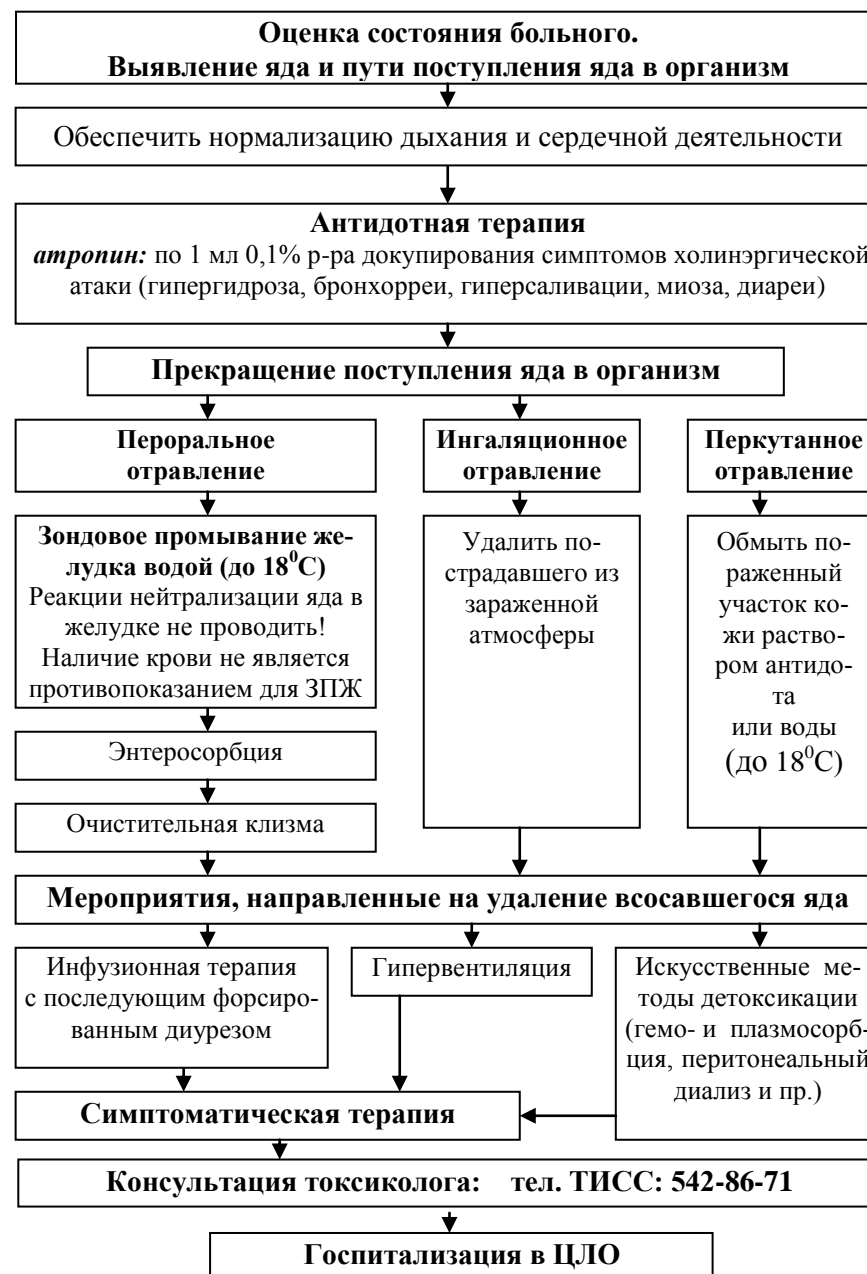 Оценка состояния больного.
Выявление яда и пути поступления яда в организм
Обеспечить нормализацию дыхания и сердечной деятельности
Антидотная терапия
атропин: по 1 мл 0,1% р-ра докупирования симптомов холинэргической
атаки (гипергидроза, бронхорреи, гиперсаливации, миоза, диареи)
Прекращение поступления яда в организм
Пероральное
отравление
Зондовое промывание же-
лудка водой (до 18⁰С)
Реакции нейтрализации яда в
желудке не проводить!
Наличие крови не является
противопоказанием для ЗПЖ
Энтеросорбция
Очистительная клизма
Ингаляционное
отравление
Удалить по-
страдавшего из
зараженной
атмосферы
Перкутанное
отравление
Обмыть по-
раженный
участок ко-
жи раство-
ром антидо-
та
или воды
(до 18⁰С)
Мероприятия, направленные на удаление всосавшегося яда
Инфузионная терапия
с последующим форсиро-
ванным диурезом
Гипервентиляция
Искусственные ме-
тоды детоксикации
(гемо- и плазмосорб-
ция, перитонеальный
диализ и пр.)
Симптоматическая терапия
Консультация токсиколога: тел. ТИСС: 542-86-71
Госпитализация в ЦЛО